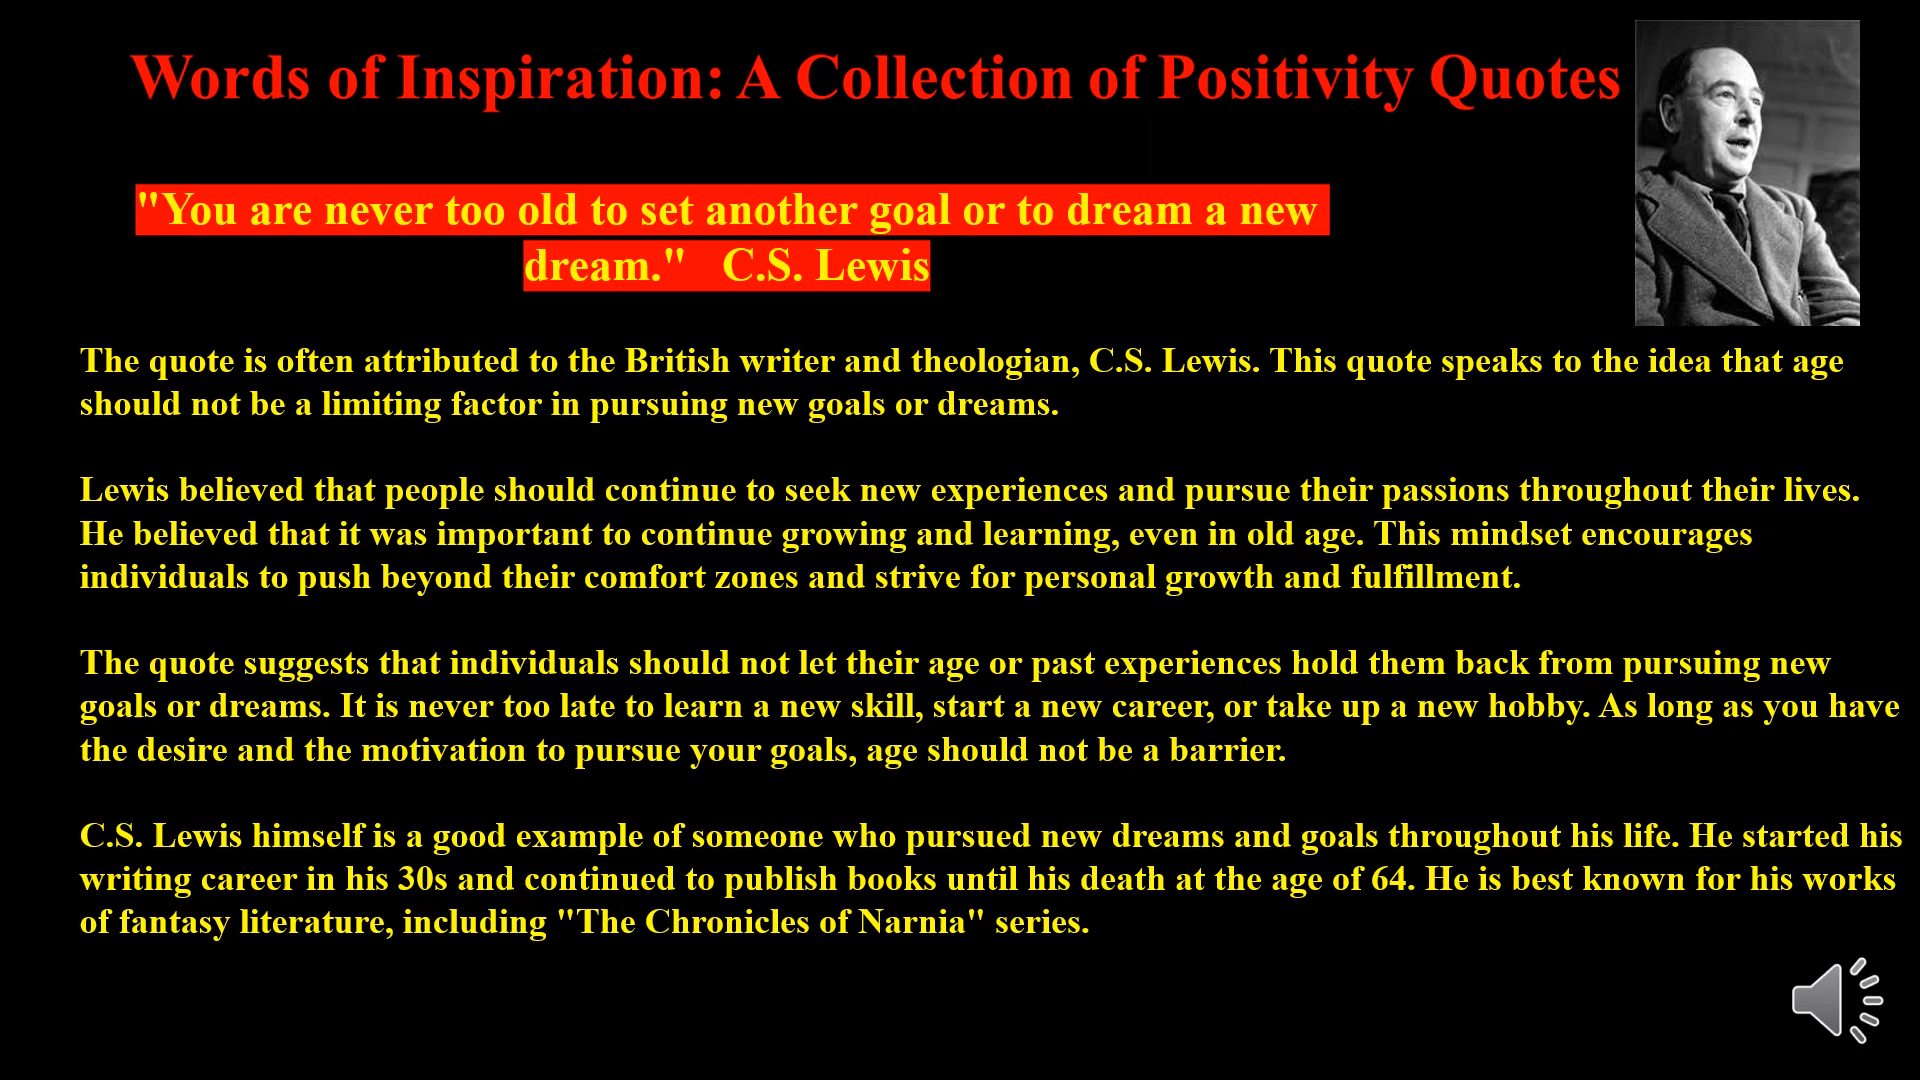 Words of Inspiration: A Collection of Positivity Quotes
"You are never too old to set another goal or to dream a new
dream."   C.S. Lewis
The quote is often attributed to the British writer and theologian, C.S. Lewis. This quote speaks to the idea that age
should not be a limiting factor in pursuing new goals or dreams.
Lewis believed that people should continue to seek new experiences and pursue their passions throughout their lives.
He believed that it was important to continue growing and learning, even in old age. This mindset encourages
individuals to push beyond their comfort zones and strive for personal growth and fulfillment.
The quote suggests that individuals should not let their age or past experiences hold them back from pursuing new
goals or dreams. It is never too late to learn a new skill, start a new career, or take up a new hobby. As long as you have
the desire and the motivation to pursue your goals, age should not be a barrier.
C.S. Lewis himself is a good example of someone who pursued new dreams and goals throughout his life. He started his
writing career in his 30s and continued to publish books until his death at the age of 64. He is best known for his works
of fantasy literature, including "The Chronicles of Narnia" series.